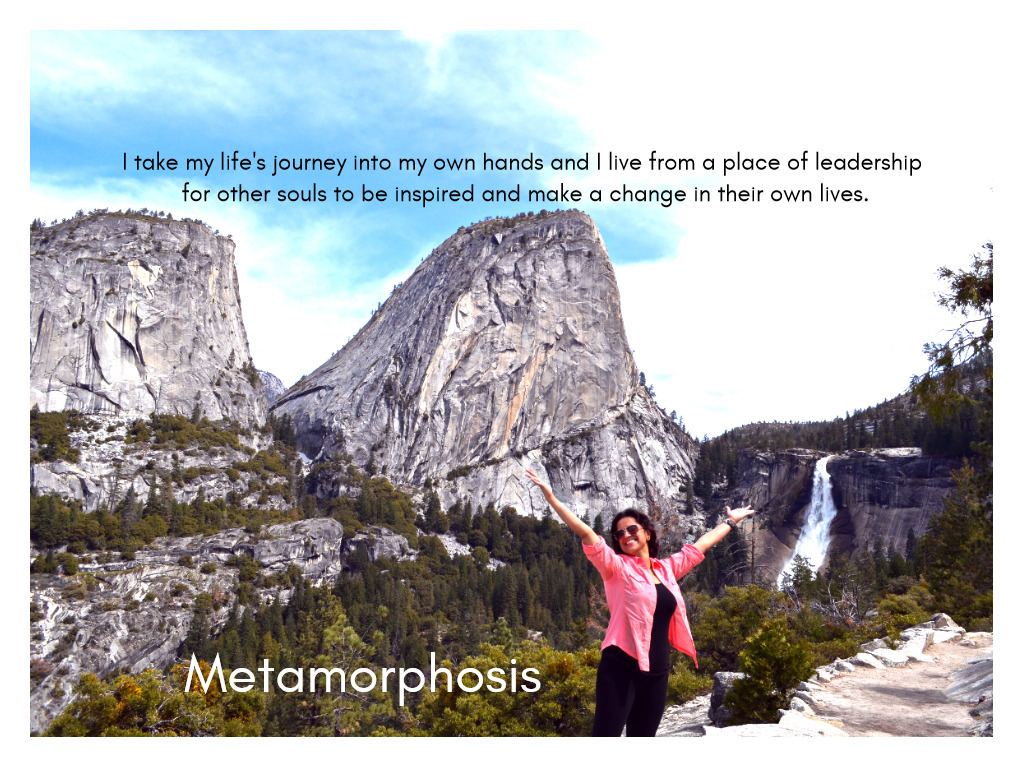 I take my life's journey into my own hands and I live from a place of leadership
for other souls to be inspired and make a change in their own lives.
Metamorphosis